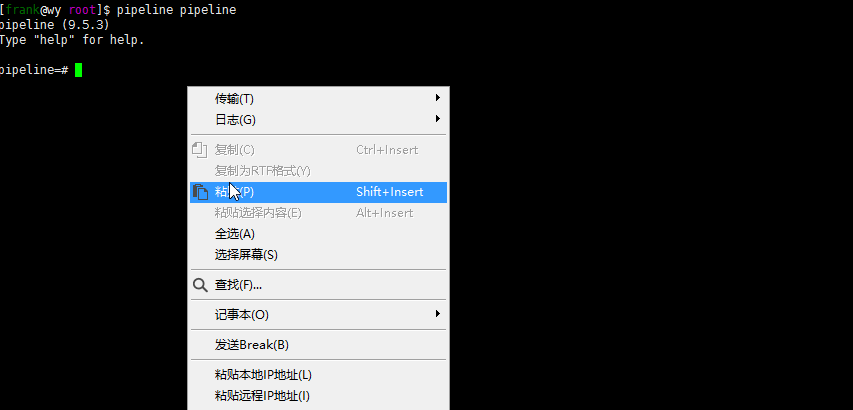 [frank@wy root]$ pipeline pipeline
pipeline (9.5.3)
Type "help" for help.
pipeline=#
传输(T)
日志(G)
复制(C) Ctrl+Insert
复制为RTF格式(Y)
粘贴(P) Shift+Insert
粘贴选择内容(E) Alt+Insert
全选(A)
选择屏幕(S)
查找(F)...
记事本(O)
发送Break(B)
粘贴本地IP地址(L)
粘贴远程IP地址(I)